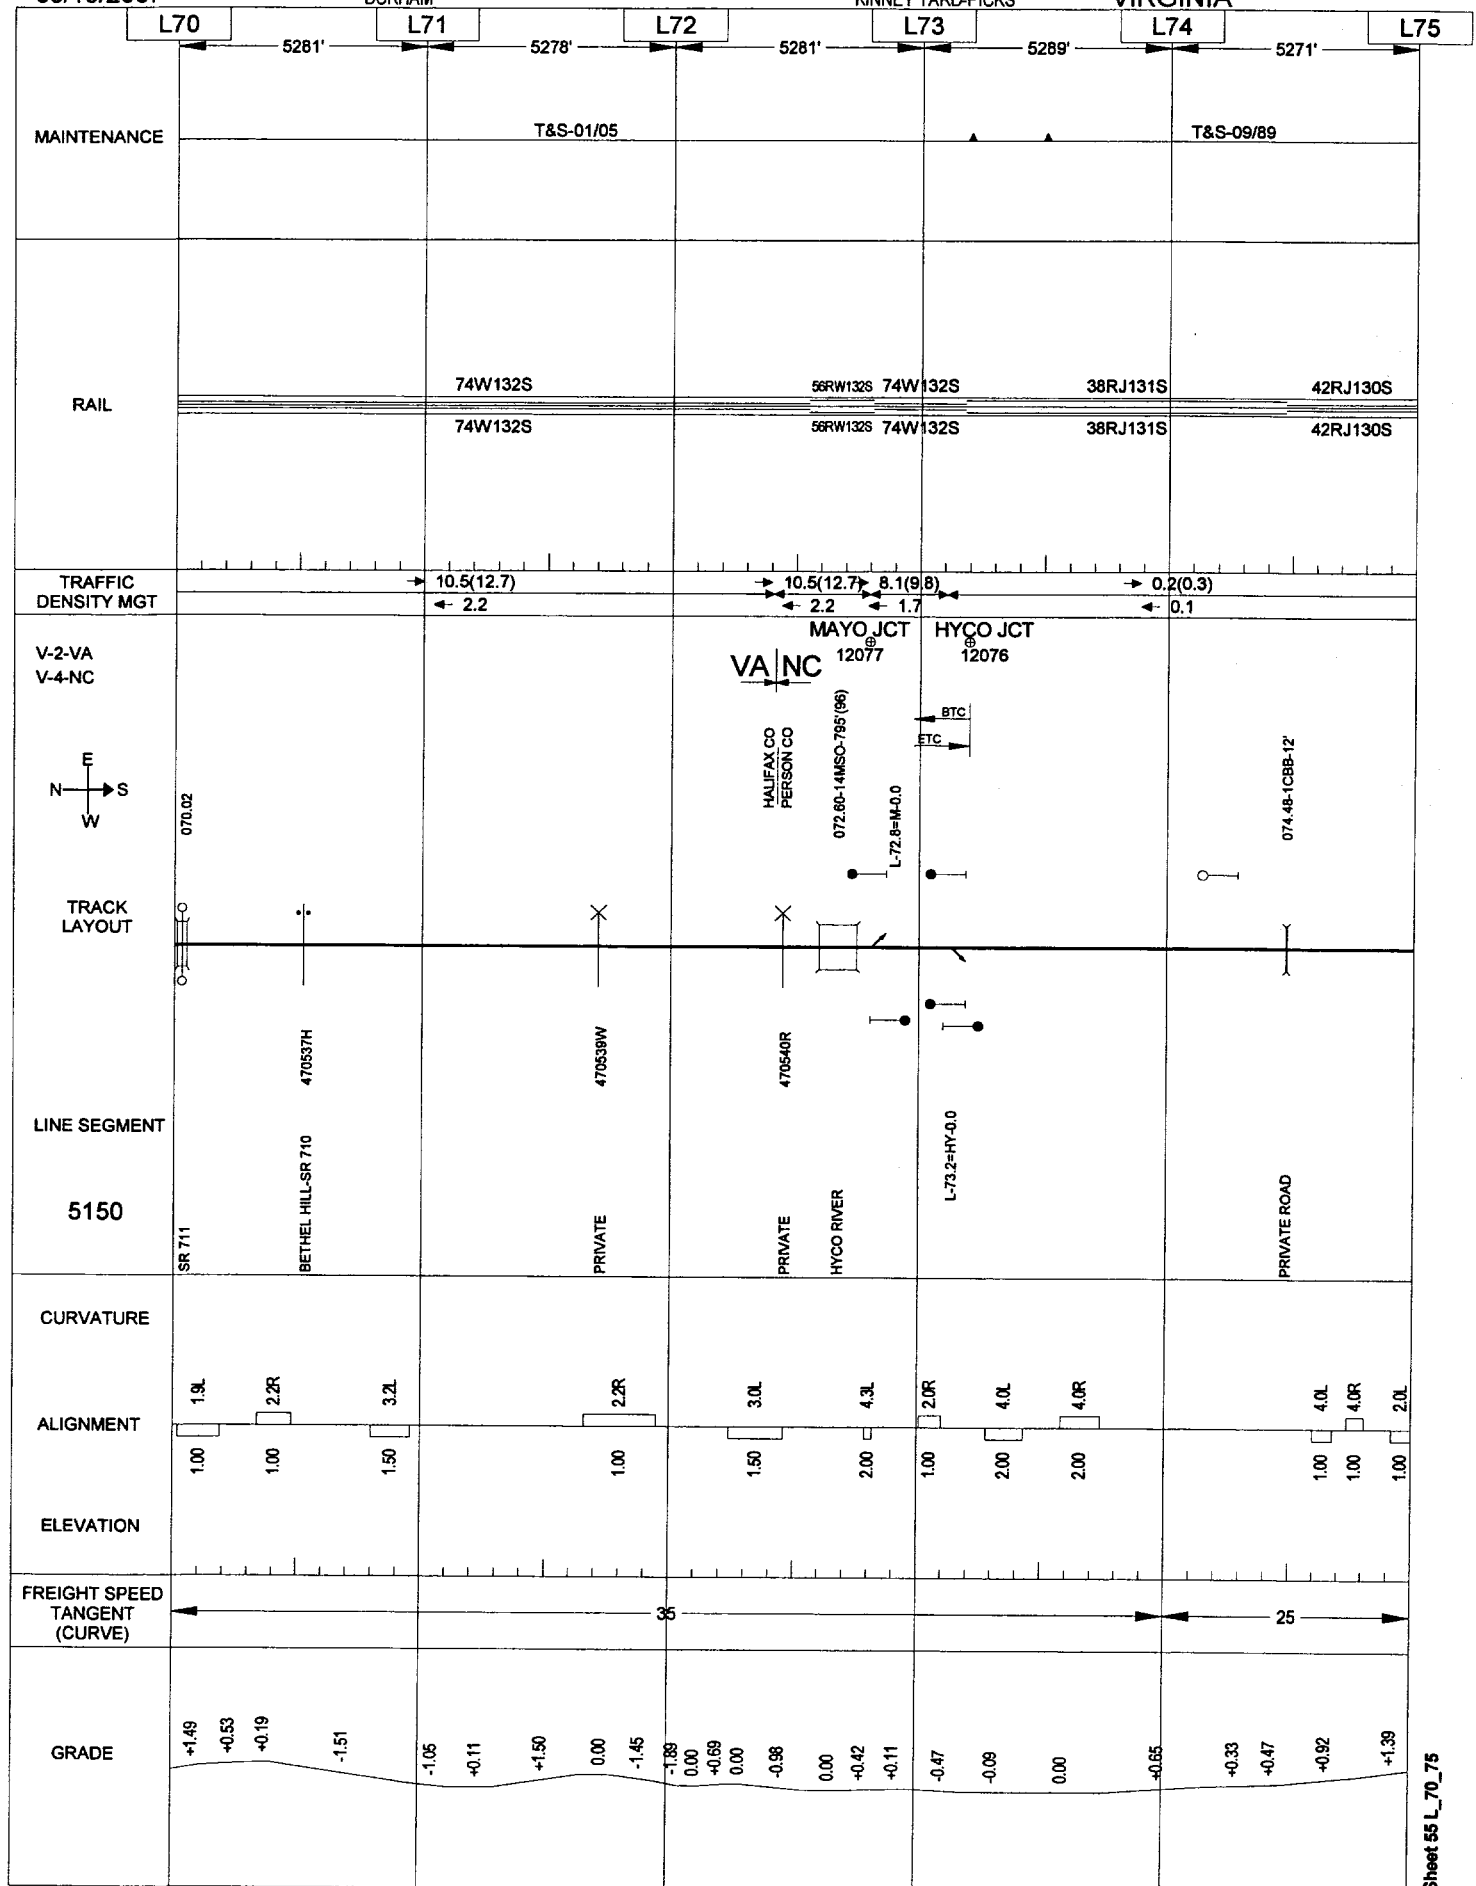 VIRGINIA
L70 L71 L72 L73 L74 L75
5281' 5278' 5281' 5289' 5271'
MAINTENANCE
T&S-01/05 T&S-09/89
74W132S 56RW132S 74W132S 38RJ131S 42RJ130S
RAIL
74W132S 56RW132S 74W132S 38RJ131S 42RJ130S
TRAFFIC
DENSITY MGT
10.5(12.7) 10.5(12.7) 8.1(9.8) 0.2(0.3)
2.2 2.2 1.7 0.1
MAYO JCT HYCO JCT
12077 12076
V-2-VA
V-4-NC
VA NC
BTC
ETC
HALIFAX CO
PERSON CO
072.60-14MSO-795'(96)
L-72.8=M-0.0
074.48-1CBB-12'
070.02
E
N S
W
TRACK
LAYOUT
470537H
470539W
470540R
LINE SEGMENT
5150
SR 711
BETHEL HILL-SR 710
PRIVATE
PRIVATE
HYCO RIVER
L-73.2=HY-0.0
PRIVATE ROAD
CURVATURE
1.9L 2.2R 3.2L 2.2R 3.0L 4.3L 2.0R 4.0L 4.0R 4.0L 4.0R 2.0L
ALIGNMENT
1.00 1.00 1.50 1.00 1.50 2.00 1.00 2.00 2.00 1.00 1.00 1.00
ELEVATION
FREIGHT SPEED
TANGENT
(CURVE)
35 25
GRADE
+1.49 +0.53 +0.19 -1.51 -1.05 +0.11 +1.50 0.00 -1.45 -1.89 0.00 +0.69 0.00 -0.98 0.00 +0.42 +0.11 -0.47 -0.09 0.00 +0.65 +0.33 +0.47 +0.92 +1.39
Sheet 55 L_70_75